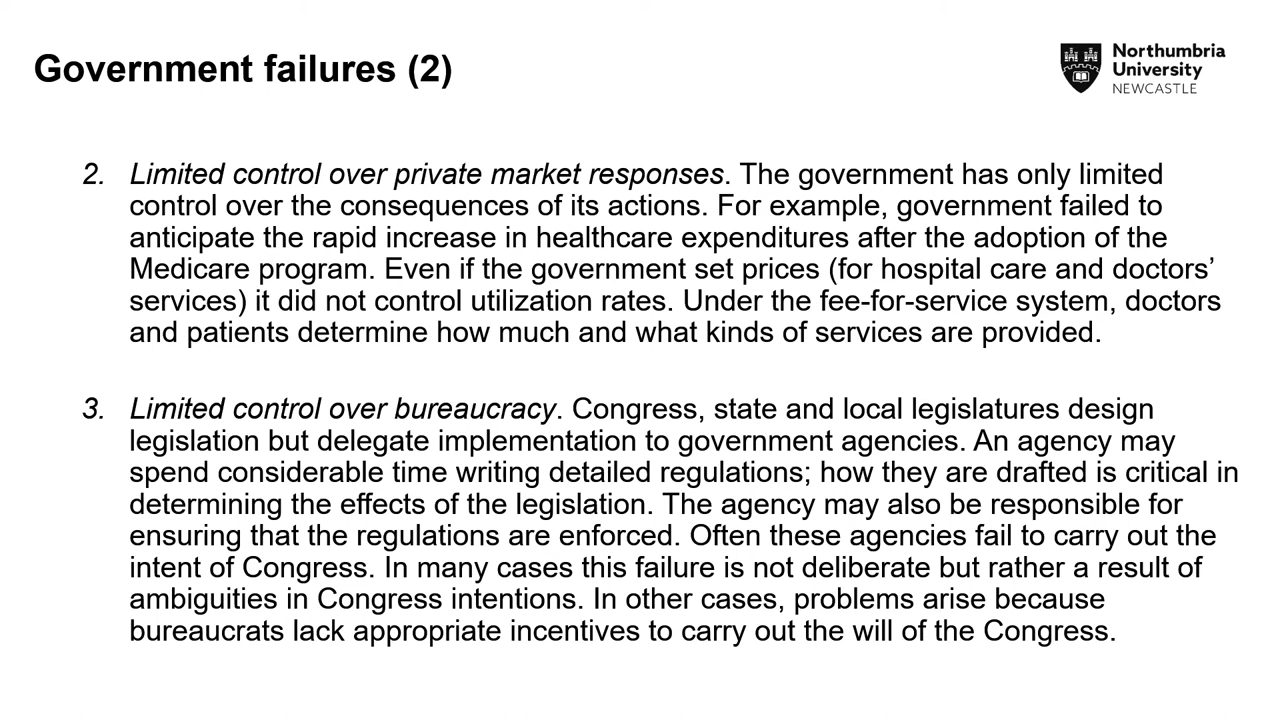 Government failures (2)
Northumbria
University
NEWCASTLE
2. Limited control over private market responses. The government has only limited
control over the consequences of its actions. For example, government failed to
anticipate the rapid increase in healthcare expenditures after the adoption of the
Medicare program. Even if the government set prices (for hospital care and doctors’
services) it did not control utilization rates. Under the fee-for-service system, doctors
and patients determine how much and what kinds of services are provided.
3. Limited control over bureaucracy. Congress, state and local legislatures design
legislation but delegate implementation to government agencies. An agency may
spend considerable time writing detailed regulations; how they are drafted is critical in
determining the effects of the legislation. The agency may also be responsible for
ensuring that the regulations are enforced. Often these agencies fail to carry out the
intent of Congress. In many cases this failure is not deliberate but rather a result of
ambiguities in Congress intentions. In other cases, problems arise because
bureaucrats lack appropriate incentives to carry out the will of the Congress.